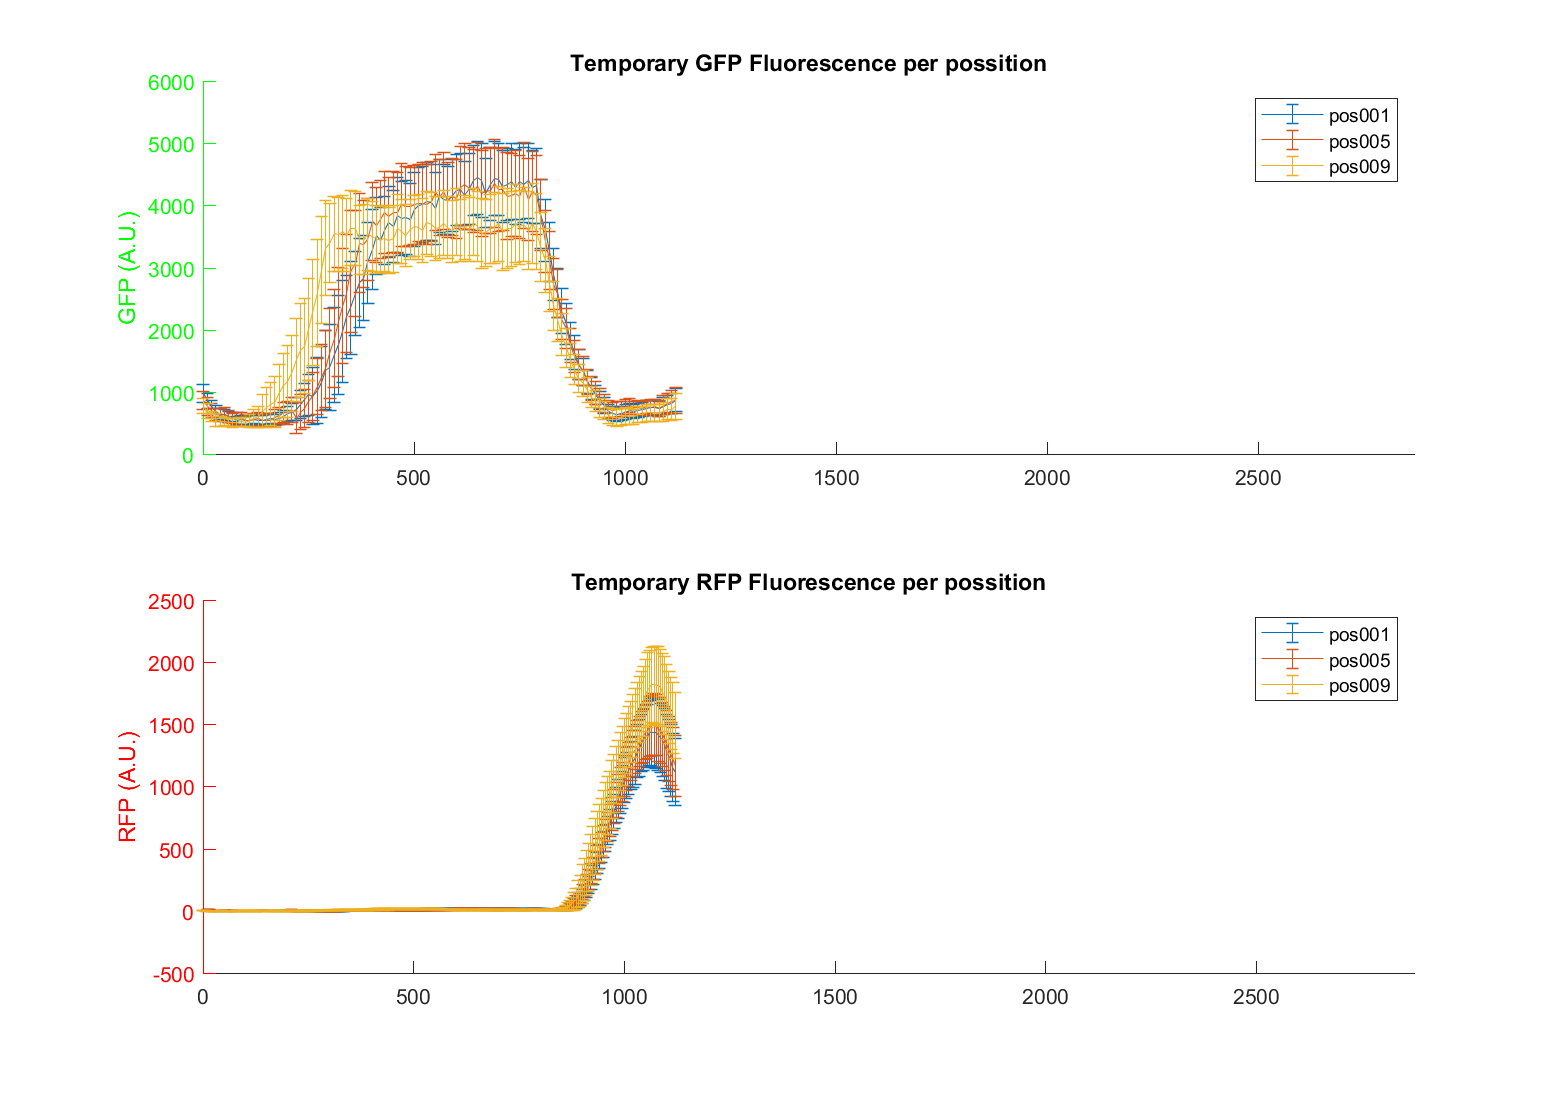 Temporary GFP Fluorescence per possition
6000
5000
4000
3000
2000
1000
0
GFP (A.U.)
0 500 1000 1500 2000 2500
pos001
pos005
pos009
Temporary RFP Fluorescence per possition
2500
2000
1500
1000
500
0
-500
RFP (A.U.)
0 500 1000 1500 2000 2500
pos001
pos005
pos009